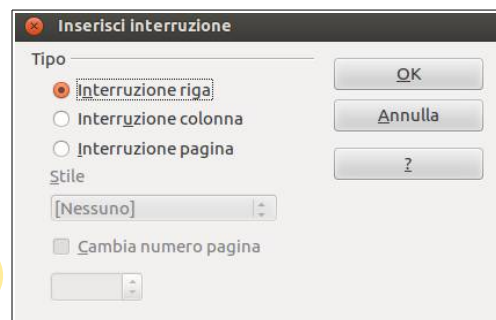 Inserisci interruzione
Tipo
Interruzione riga
Interruzione colonna
Interruzione pagina
Stile
[Nessuno]
Cambia numero pagina
OK
Annulla
?